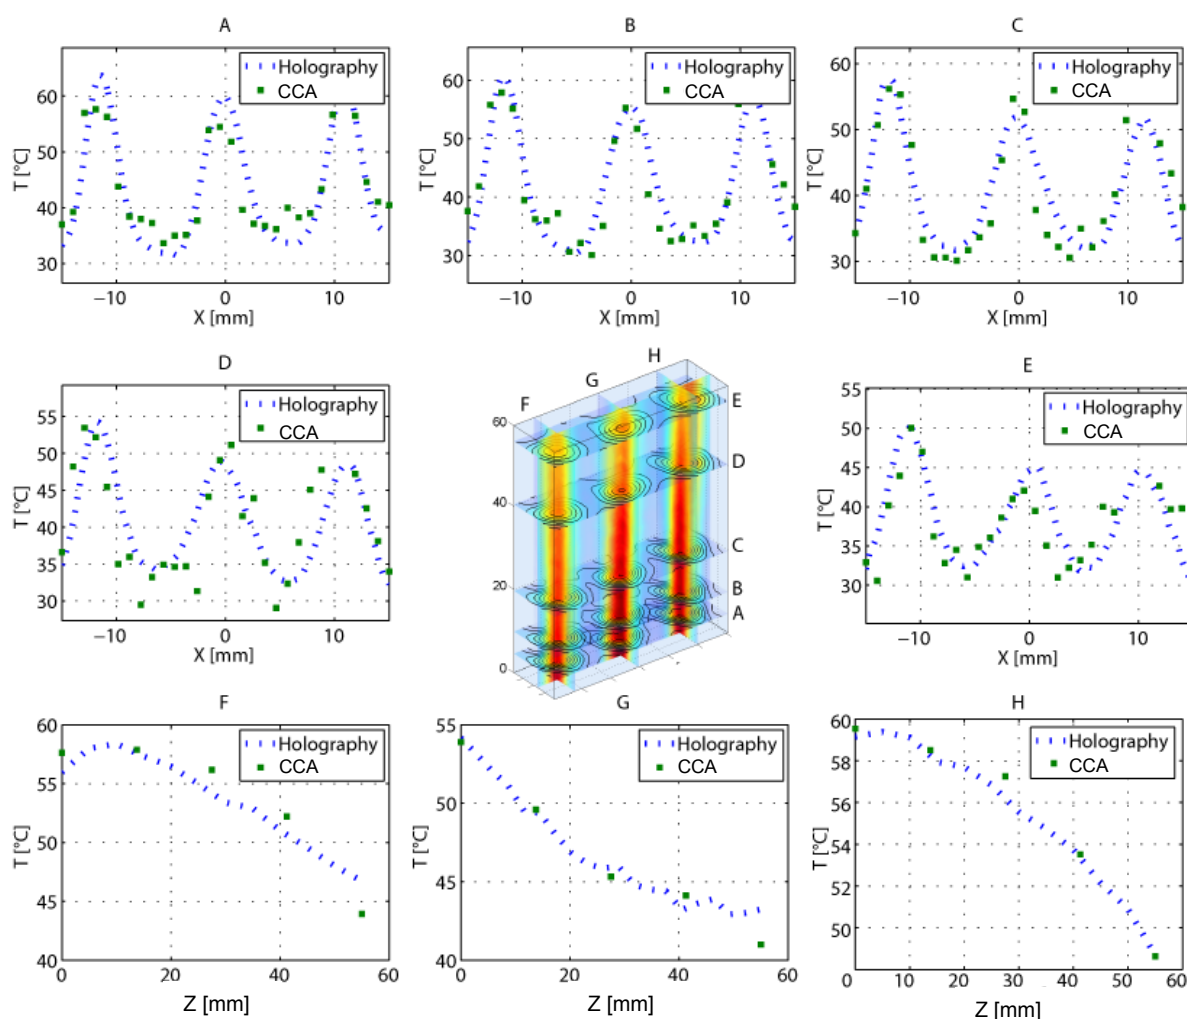 A
B
C
Holography
CCA
Holography
CCA
Holography
CCA
60
50
40
30
60
50
40
30
60
50
40
30
T [°C]
T [°C]
T [°C]
−10 0 10
−10 0 10
−10 0 10
X [mm]
X [mm]
X [mm]
D
H
G
F
E
Holography
CCA
55
50
45
40
35
30
T [°C]
−10 0 10
X [mm]
60
40
20
0
E
D
C
B
A
Holography
CCA
55
50
45
40
35
30
25
T [°C]
−10 0 10
X [mm]
F
G
H
Holography
CCA
Holography
CCA
Holography
CCA
60
55
50
45
40
T [°C]
0 20 40 60
Z [mm]
55
50
45
40
T [°C]
0 20 40 60
Z [mm]
60
58
56
54
52
50
T [°C]
0 10 20 30 40 50 60
Z [mm]